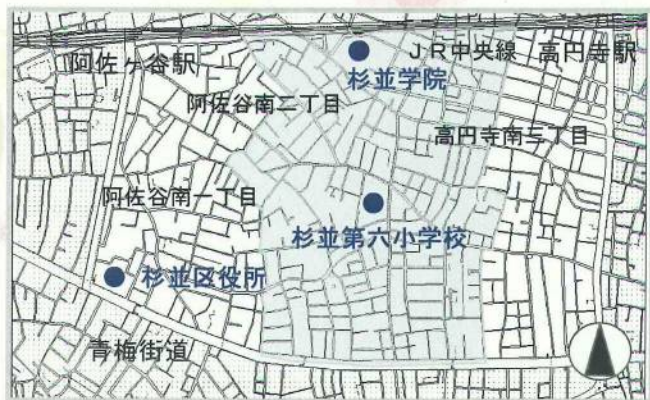 JR中央線
高円寺駅
阿佐ヶ谷駅
杉並学院
阿佐谷南二丁目
高円寺南三丁目
阿佐谷南一丁目
杉並第六小学校
杉並区役所
青梅街道